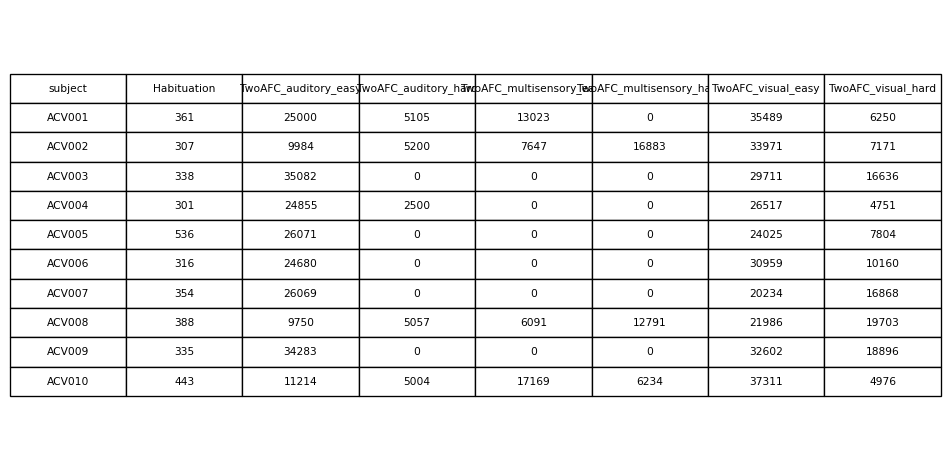 subject Habituation TwoAFC_auditory_easy TwoAFC_auditory_hard TwoAFC_multisensory_ea TwoAFC_multisensory_ha TwoAFC_visual_easy TwoAFC_visual_hard
ACV001 361 25000 5105 13023 0 35489 6250
ACV002 307 9984 5200 7647 16883 33971 7171
ACV003 338 35082 0 0 0 29711 16636
ACV004 301 24855 2500 0 0 26517 4751
ACV005 536 26071 0 0 0 24025 7804
ACV006 316 24680 0 0 0 30959 10160
ACV007 354 26069 0 0 0 20234 16868
ACV008 388 9750 5057 6091 12791 21986 19703
ACV009 335 34283 0 0 0 32602 18896
ACV010 443 11214 5004 17169 6234 37311 4976